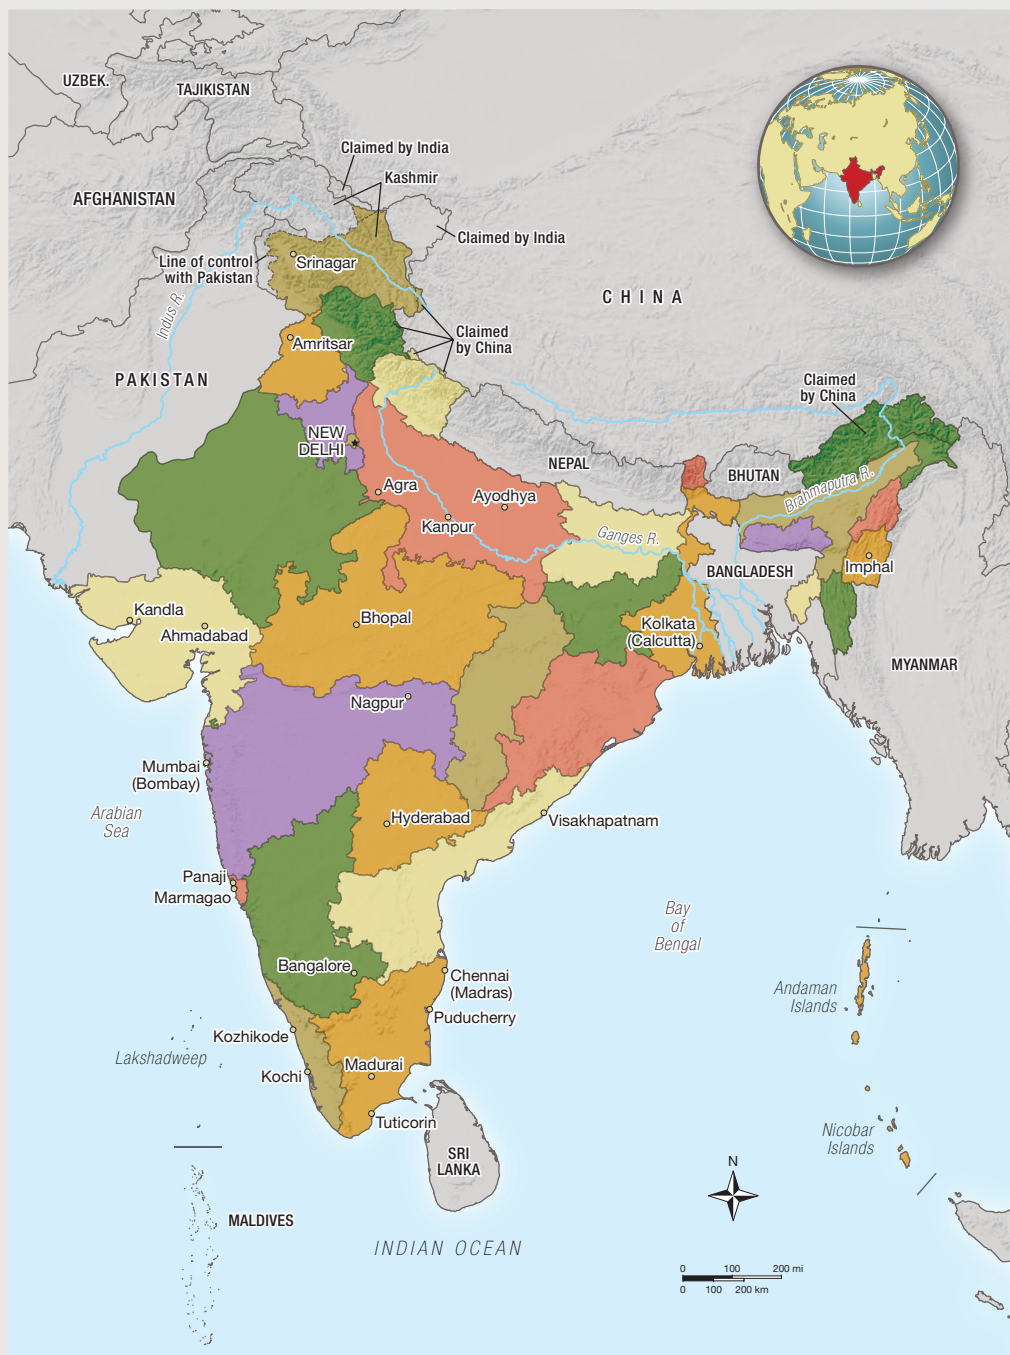 UZBEK.
TAJIKISTAN
Claimed by India
Kashmir
AFGHANISTAN
Claimed by India
Line of control
with Pakistan
Srinagar
CHINA
Indus R.
Claimed
by China
Amritsar
PAKISTAN
Claimed
by China
NEW
DELHI
NEPAL
BHUTAN
Agra
Ayodhya
Brahmaputra R.
Kanpur
Ganges R.
BANGLADESH
Imphal
Kandla
Ahmadabad
Bhopal
Kolkata
(Calcutta)
MYANMAR
Nagpur
Mumbai
(Bombay)
Arabian
Sea
Hyderabad
Visakhapatnam
Panaji
Marmagao
Bay
of
Bengal
Bangalore
Chennai
(Madras)
Andaman
Islands
Puducherry
Kozhikode
Lakshadweep
Madurai
Kochi
Tuticorin
Nicobar
Islands
SRI
LANKA
N
MALDIVES
INDIAN OCEAN
0 100 200 mi
0 100 200 km